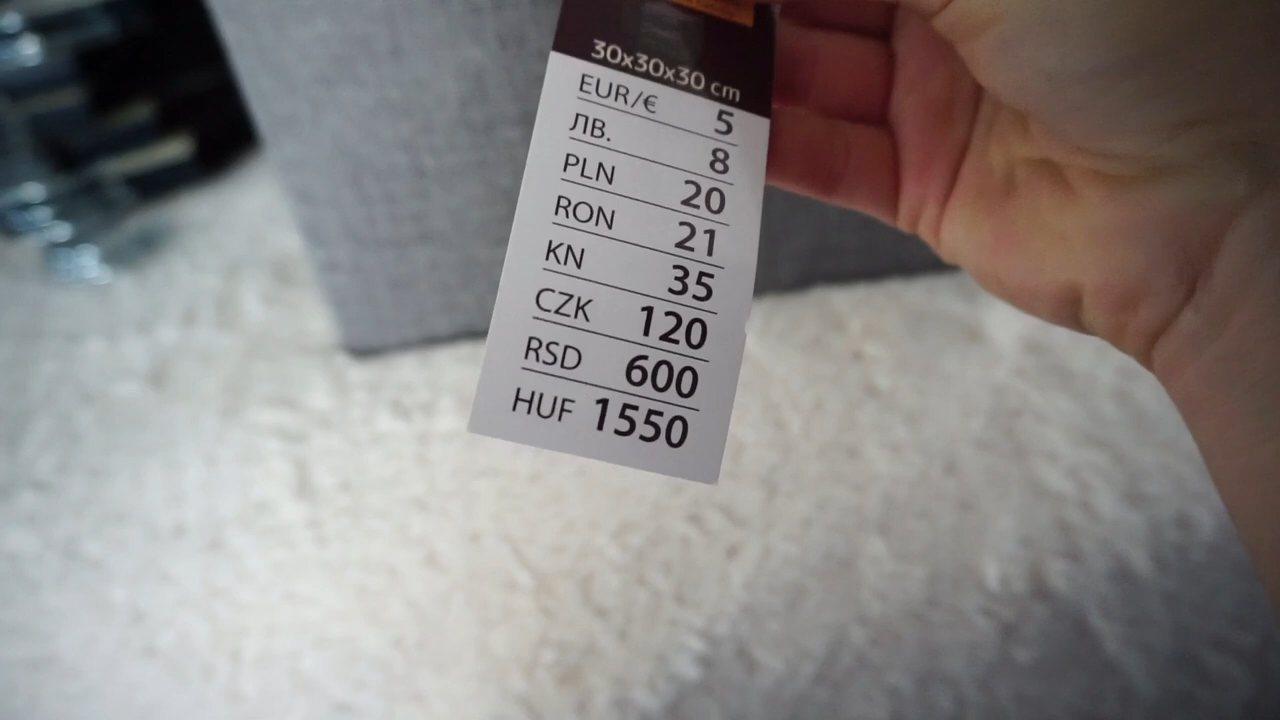 30x30x30 cm
EUR/€ 5
ЛВ. 8
PLN 20
RON 21
KN 35
CZK 120
RSD 600
HUF 1550